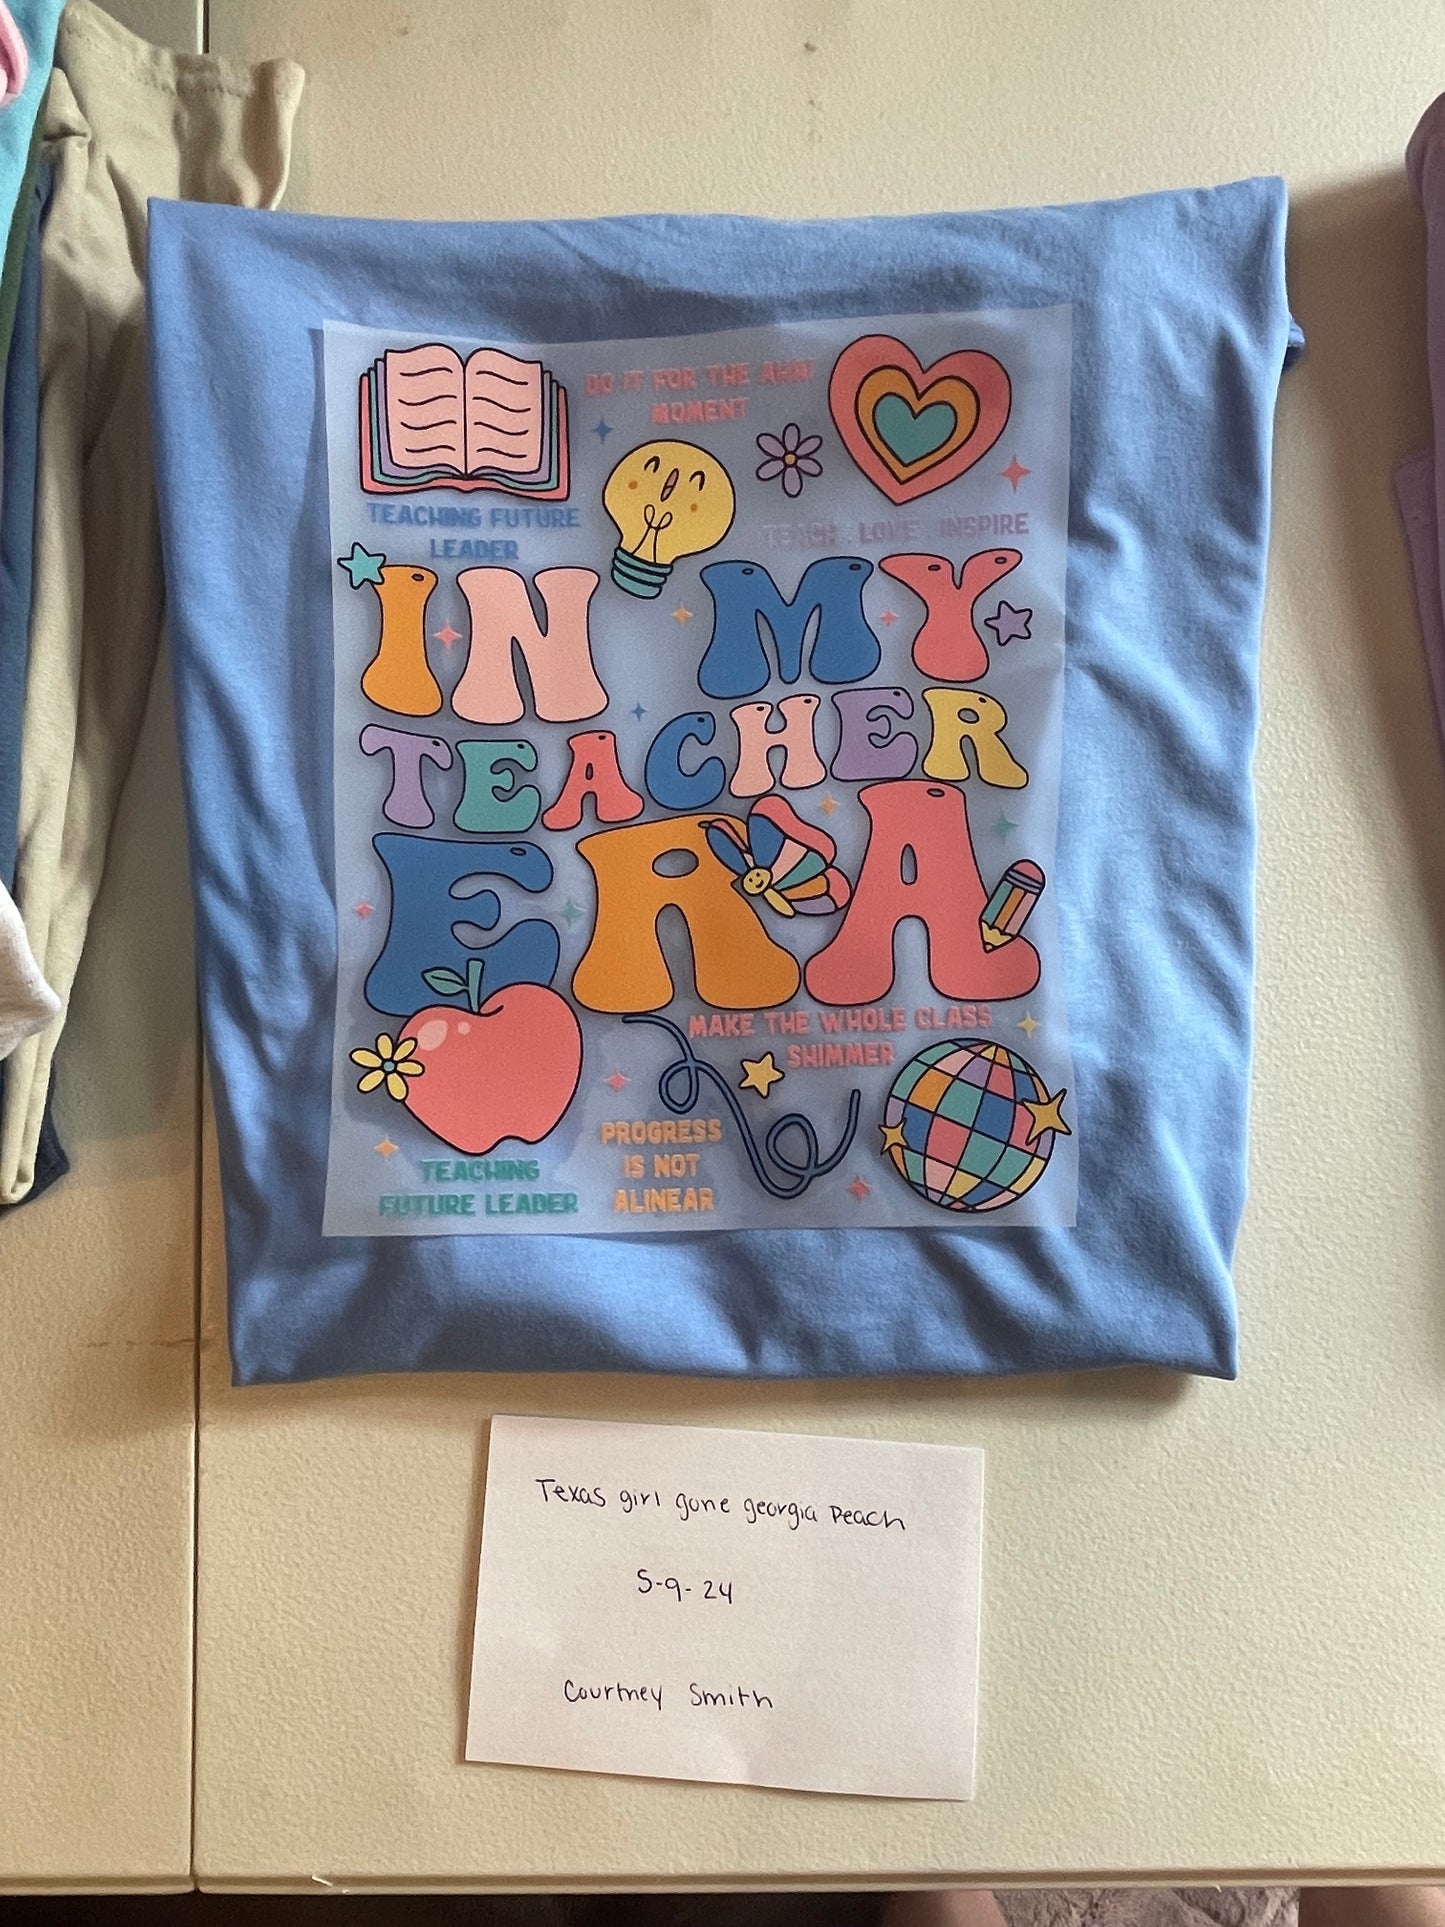 DO IT FOR THE AHA!
MOMENT
TEACHING FUTURE
LEADER
TEACH . LOVE INSPIRE
IN MY
TEACHER
ERA
MAKE THE WHOLE CLASS
SHIMMER
PROGRESS
IS NOT
ALINEAR
TEACHING
FUTURE LEADER
Texas girl gone georgia Peach
5-9-24
Courtney Smith